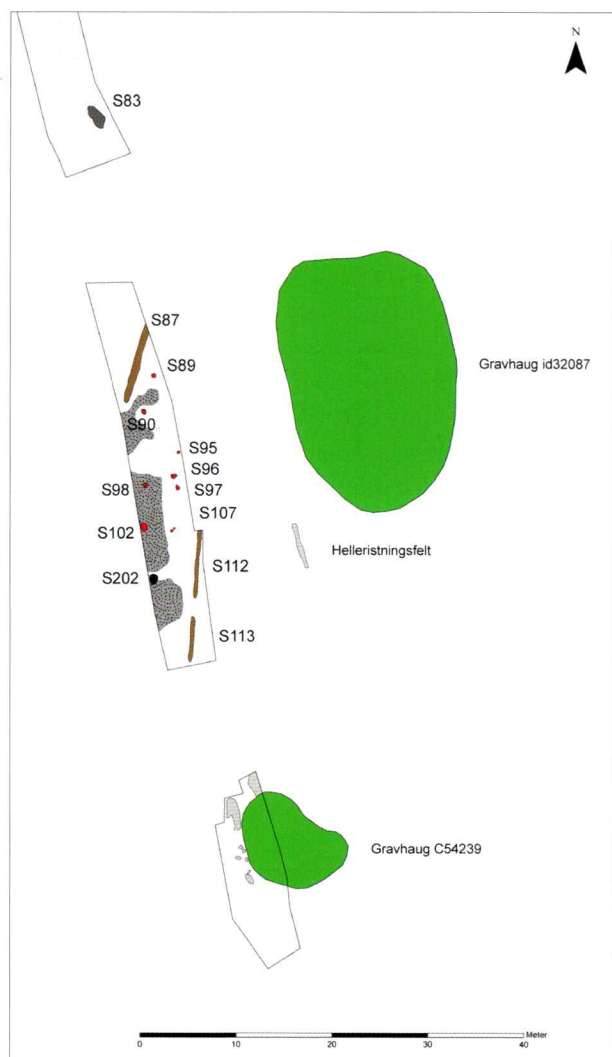 N
S83
S87
S89
Gravhaug id32087
S90
S95
S96
S98
S97
S107
S102
Helleristningsfelt
S112
S202
S113
Gravhaug C54239
Meter
0 10 20 30 40